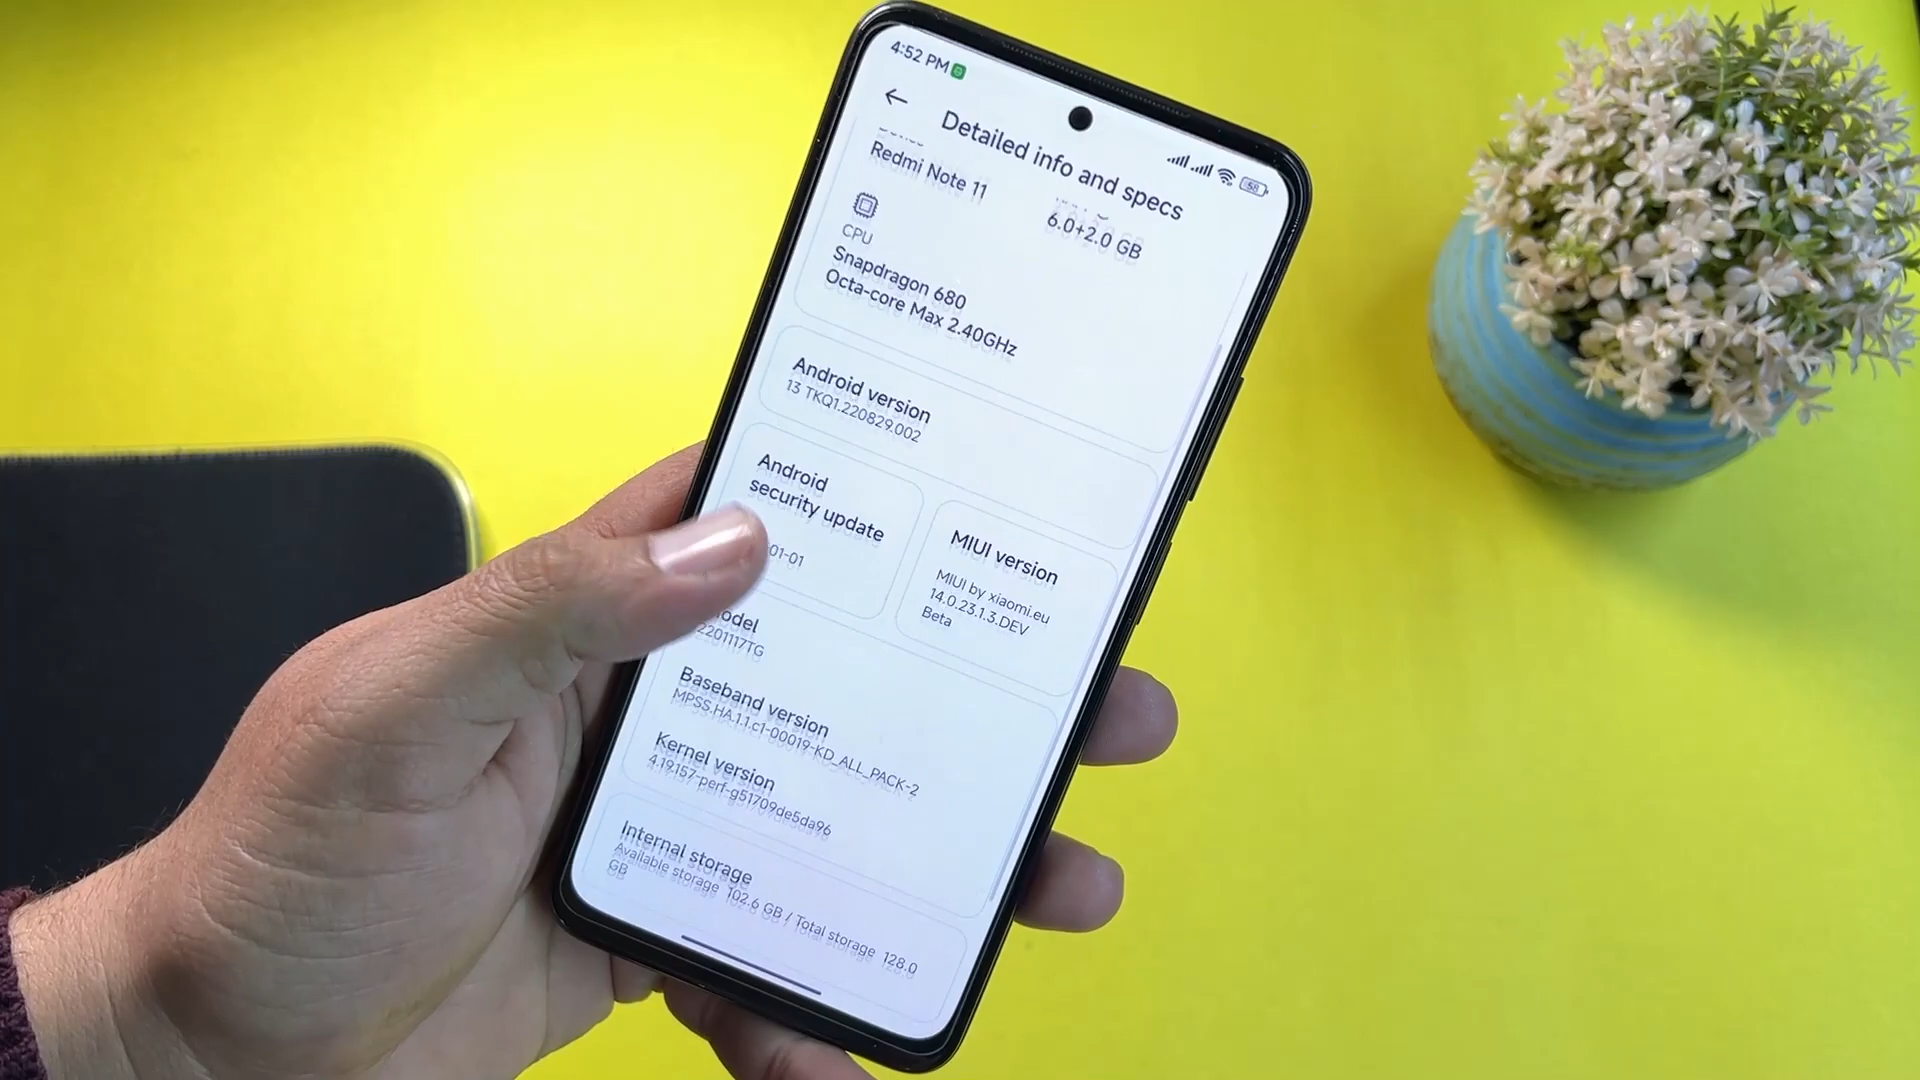 4:52 PM
58
Detailed info and specs
Redmi Note 11
6.0+2.0 GB
CPU
Snapdragon 680
Octa-core Max 2.40GHz
Android version
13 TKQ1.220829.002
Android
security update
01-01
MIUI version
MIUI by xiaomi.eu
14.0.23.1.3.DEV
Beta
2201117TG
Baseband version
MPSS.HA.1.1.c1-00019-KD_ALL_PACK-2
Kernel version
4.19.157-perf-g51709de5da96
Internal storage
Available storage 102.6 GB / Total storage 128.0
GB